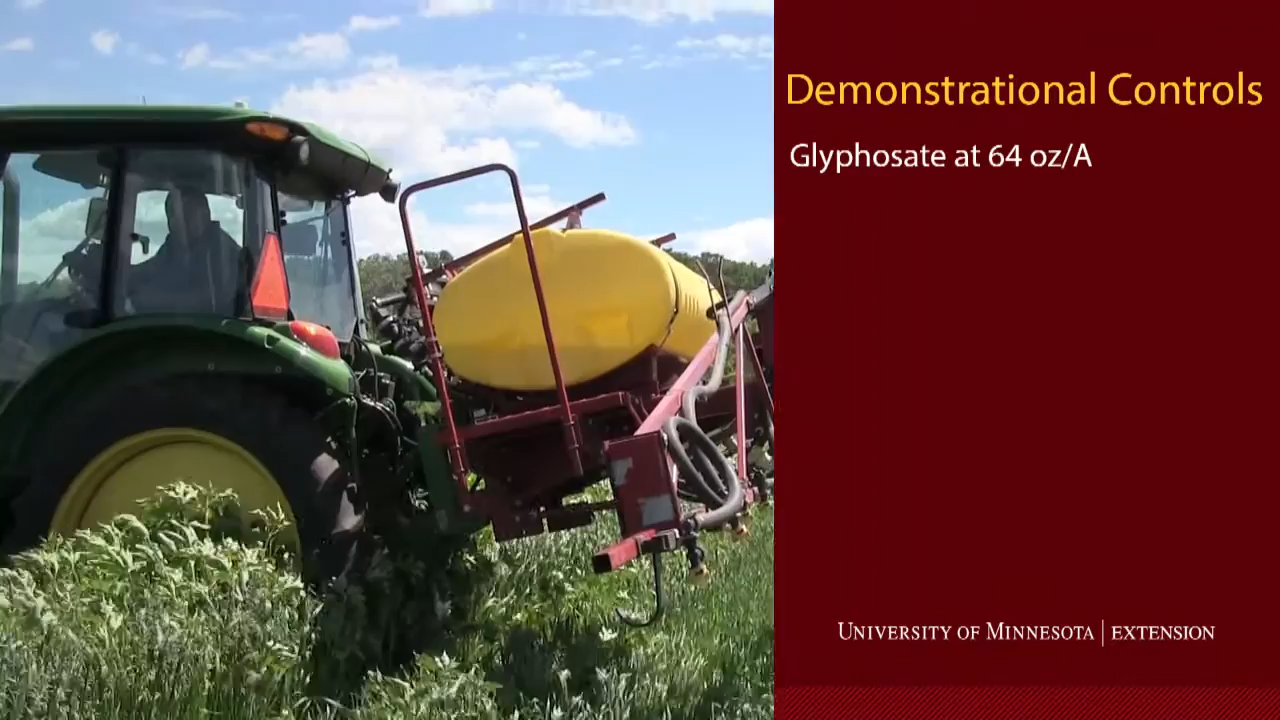 Demonstrational Controls
Glyphosate at 64 oz/A
UNIVERSITY OF MINNESOTA | EXTENSION